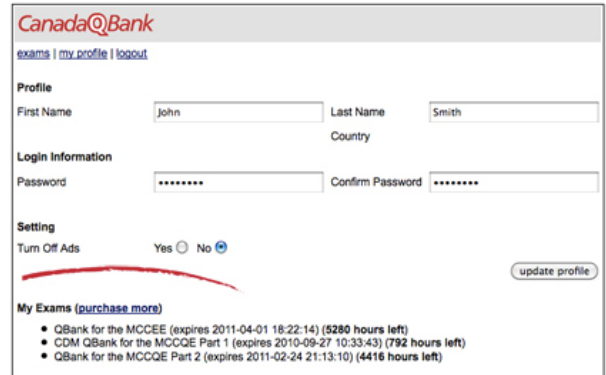 CanadaQBank
exams | my profile | logout
Profile
First Name John Last Name Smith
Country
Login Information
Password •••••••• Confirm Password ••••••••
Setting
Turn Off Ads Yes No
update profile
My Exams (purchase more)
• QBank for the MCCEE (expires 2011-04-01 18:22:14) (5280 hours left)
• CDM QBank for the MCCQE Part 1 (expires 2010-09-27 10:33:43) (792 hours left)
• QBank for the MCCQE Part 2 (expires 2011-02-24 21:13:10) (4416 hours left)